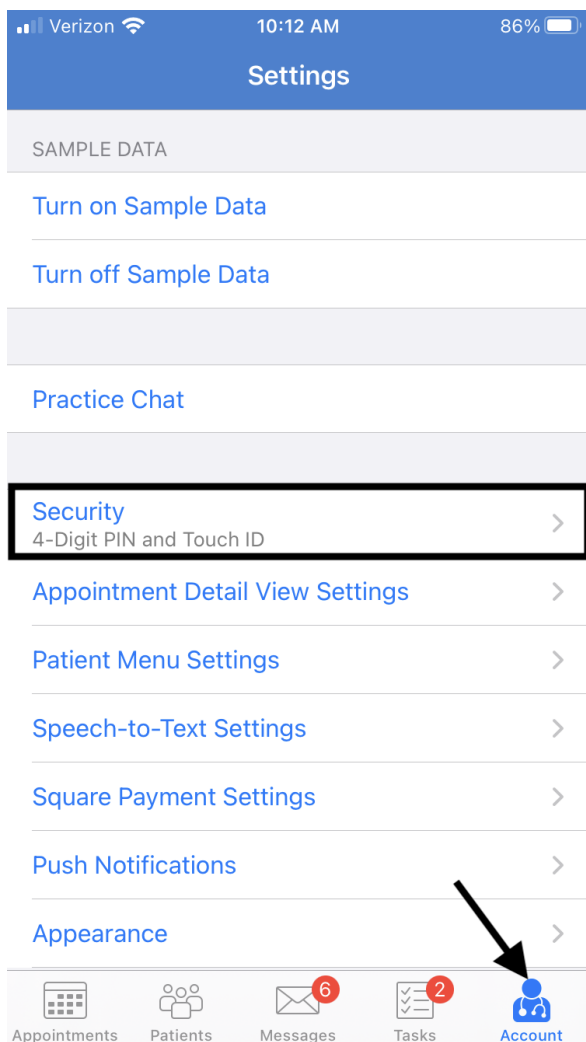 Verizon 10:12 AM 86%
Settings
SAMPLE DATA
Turn on Sample Data
Turn off Sample Data
Practice Chat
Security
4-Digit PIN and Touch ID
Appointment Detail View Settings
Patient Menu Settings
Speech-to-Text Settings
Square Payment Settings
Push Notifications
Appearance
6 2
Appointments Patients Messages Tasks Account